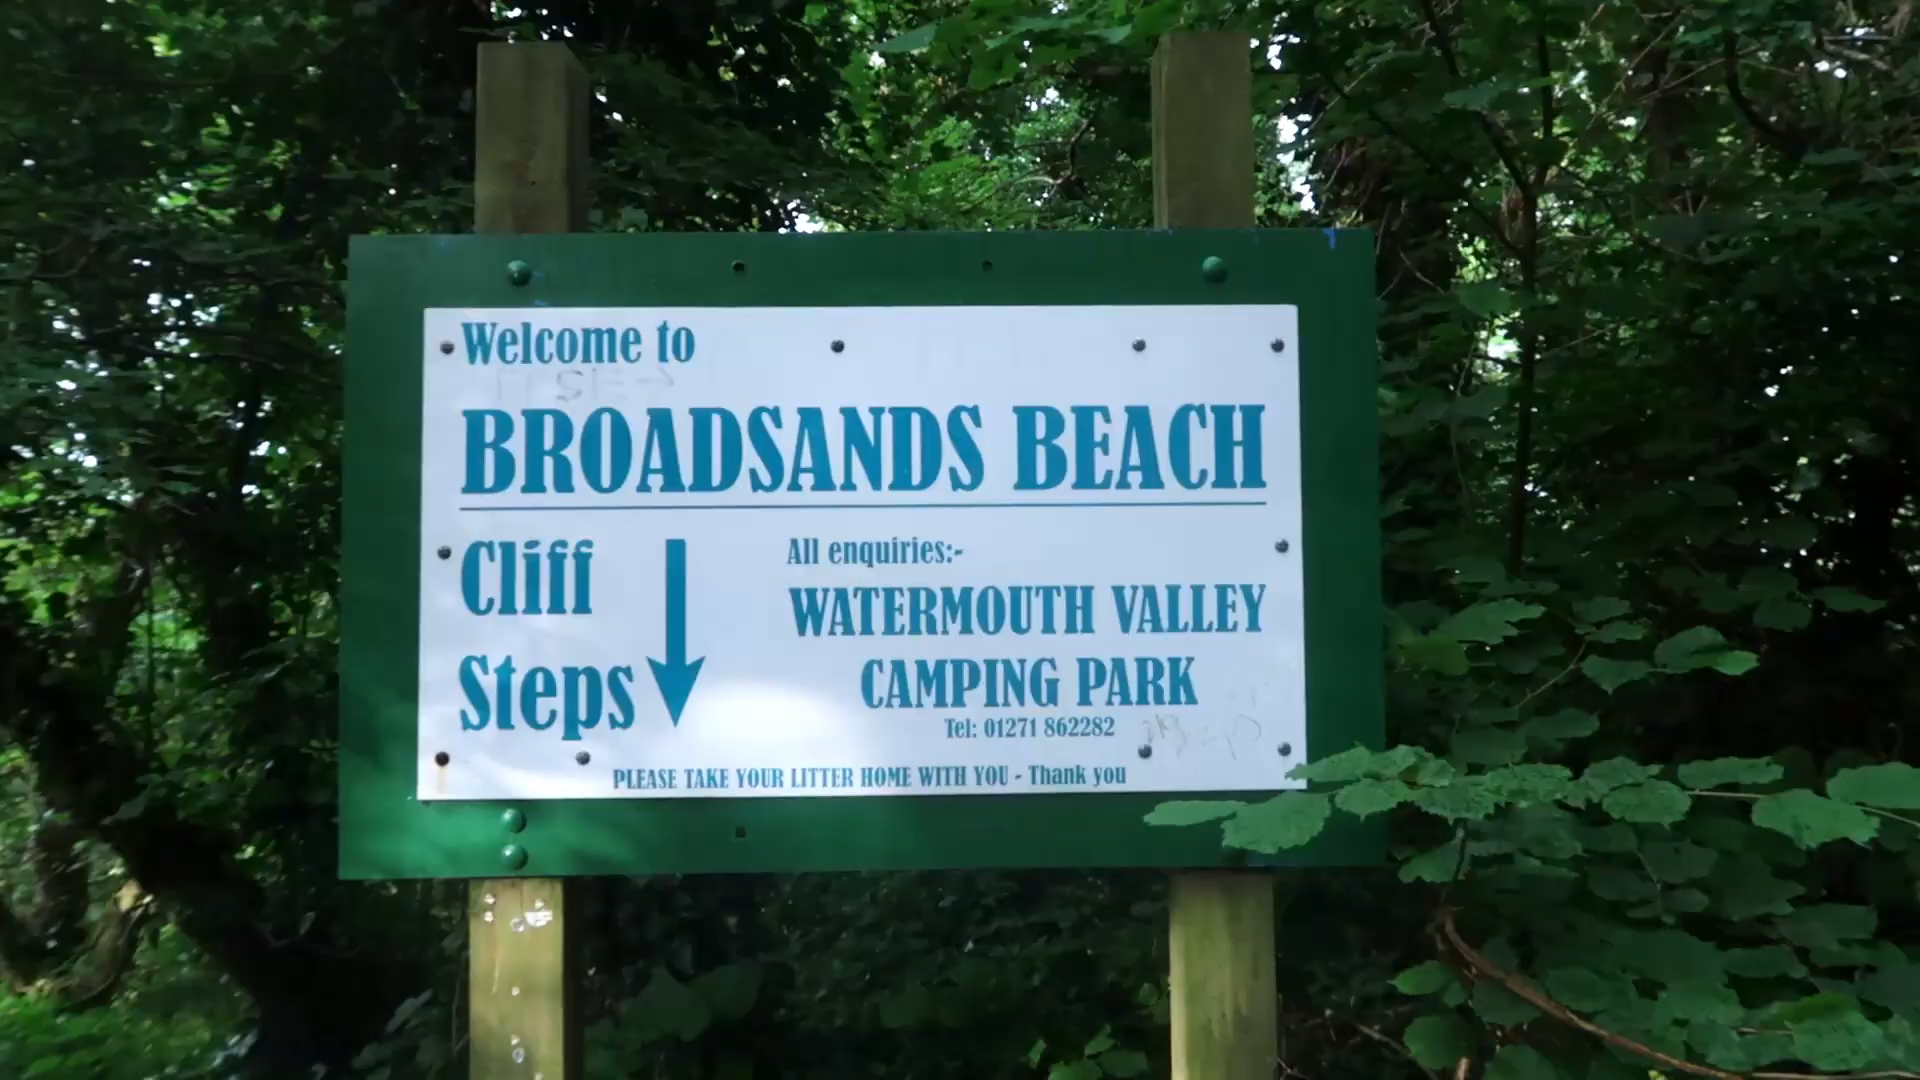 Welcome to
BROADSANDS BEACH
Cliff
Steps
All enquiries:-
WATERMOUTH VALLEY
CAMPING PARK
Tel: 01271 862282
PLEASE TAKE YOUR LITTER HOME WITH YOU - Thank you